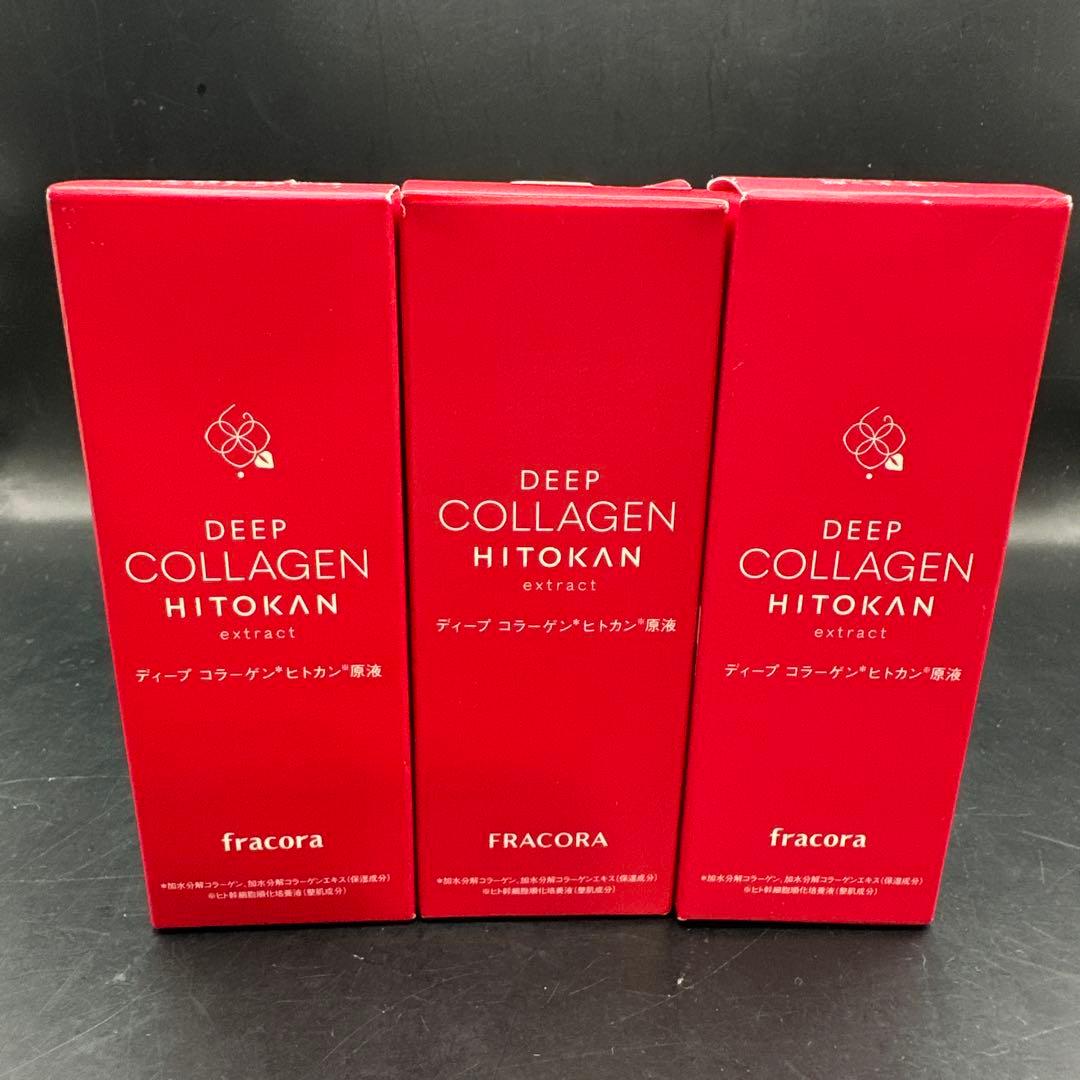 DEEP
COLLAGEN
HITOKAN
extract
ディープ コラーゲン*ヒトカン※原液
fracora
*加水分解コラーゲン、加水分解コラーゲンエキス(保湿成分)
※ヒト幹細胞順化培養液(整肌成分)
DEEP
COLLAGEN
HITOKAN
extract
ディープ コラーゲン*ヒトカン※原液
FRACORA
*加水分解コラーゲン、加水分解コラーゲンエキス(保湿成分)
※ヒト幹細胞順化培養液(整肌成分)
DEEP
COLLAGEN
HITOKAN
extract
ディープ コラーゲン*ヒトカン※原液
fracora
*加水分解コラーゲン、加水分解コラーゲンエキス(保湿成分)
※ヒト幹細胞順化培養液(整肌成分)